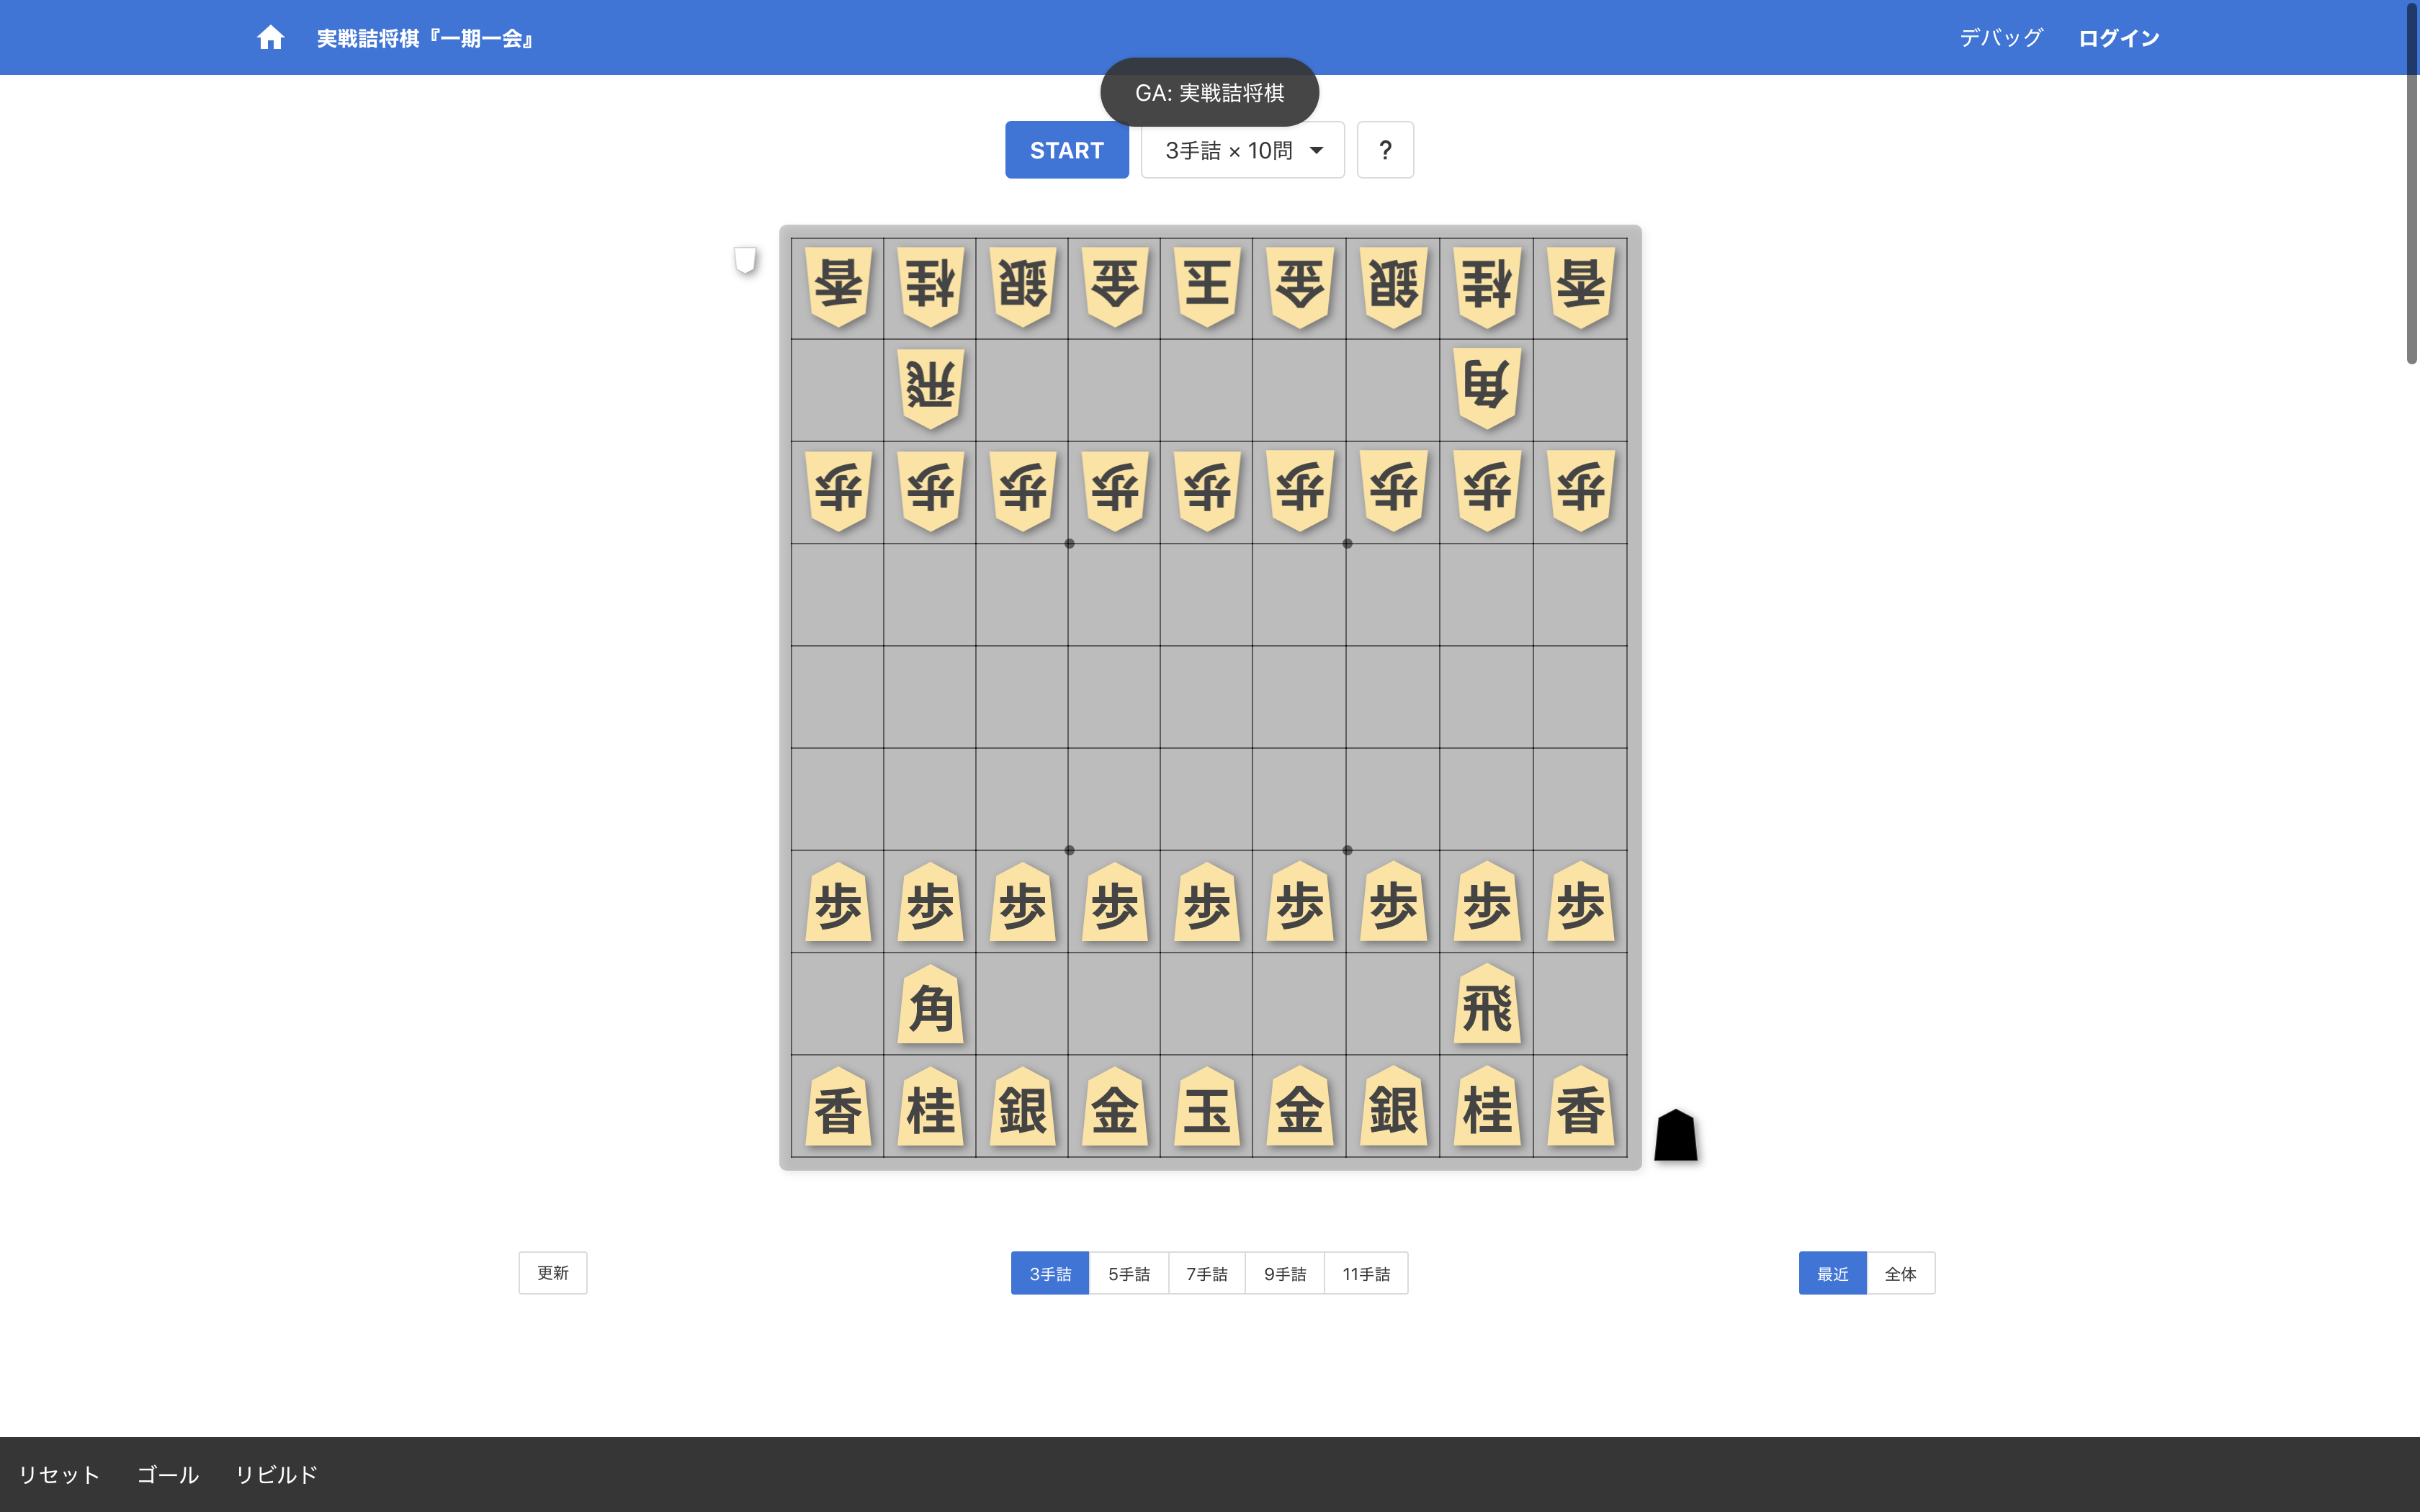 実戦詰将棋『一期一会』 デバッグ ログイン
GA: 実戦詰将棋
START 3手詰 × 10問 ?
香 桂 銀 金 王 金 銀 桂 香
飛 角
歩 歩 歩 歩 歩 歩 歩 歩 歩
歩 歩 歩 歩 歩 歩 歩 歩 歩
角 飛
香 桂 銀 金 玉 金 銀 桂 香
更新 3手詰 5手詰 7手詰 9手詰 11手詰 最近 全体
リセット ゴール リビルド